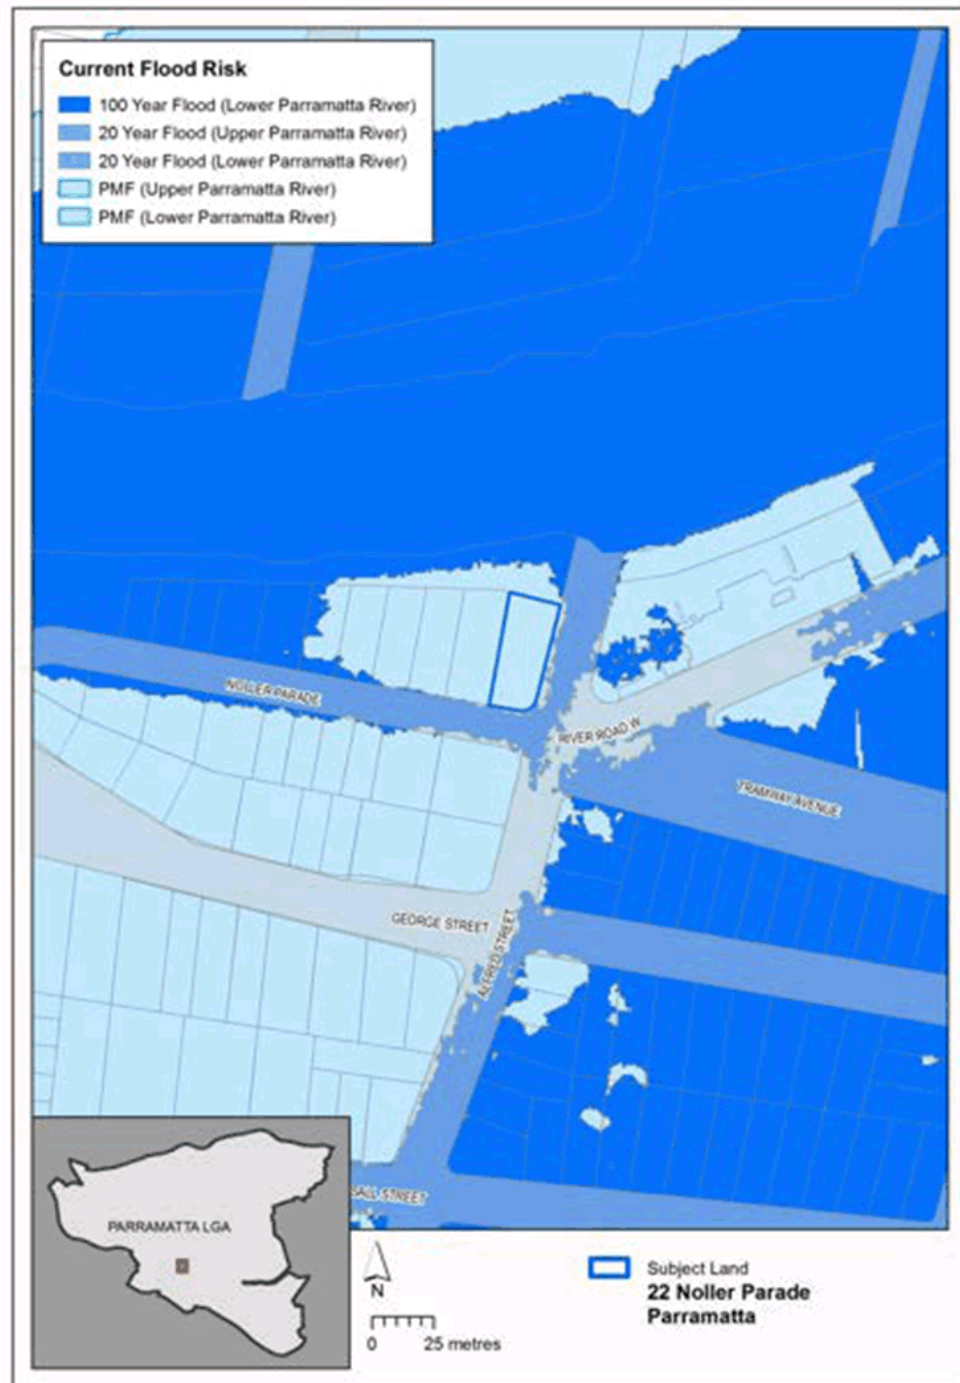 Current Flood Risk
100 Year Flood (Lower Parramatta River)
20 Year Flood (Upper Parramatta River)
20 Year Flood (Lower Parramatta River)
PMF (Upper Parramatta River)
PMF (Lower Parramatta River)
NOLLER PARADE
RIVER ROAD W
TRAMWAY AVENUE
GEORGE STREET
ALFRED STREET
STREET
PARRAMATTA LGA
N
0 25 metres
Subject Land
22 Noller Parade
Parramatta